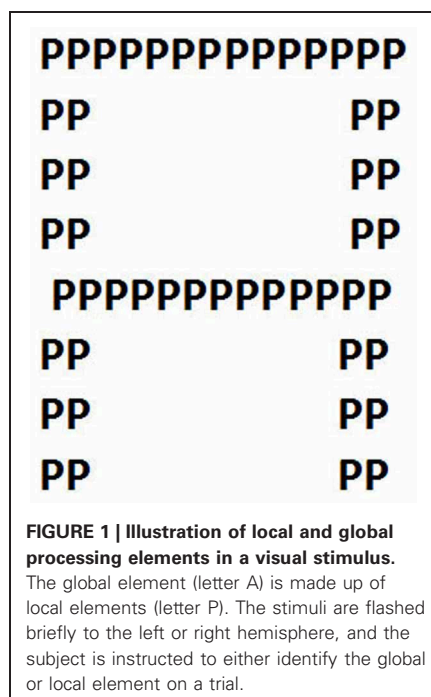 PPPPPPPPPPPPPP
PP PP
PP PP
PP PP
PPPPPPPPPPPPP
PP PP
PP PP
PP PP
FIGURE 1 | Illustration of local and global
processing elements in a visual stimulus.
The global element (letter A) is made up of
local elements (letter P). The stimuli are flashed
briefly to the left or right hemisphere, and the
subject is instructed to either identify the global
or local element on a trial.